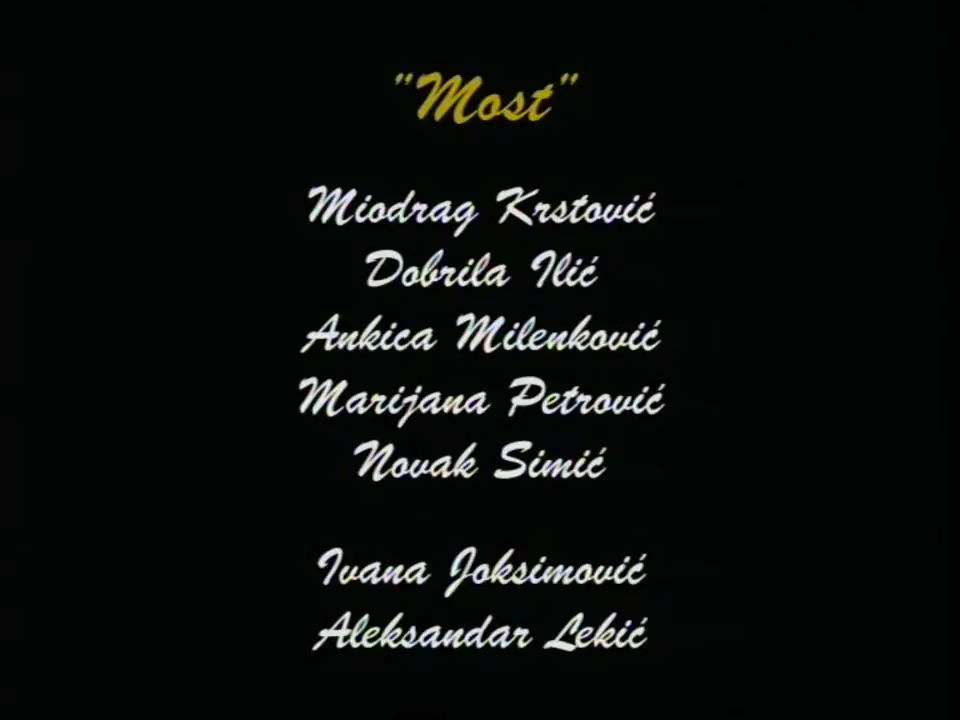 "Most"
Miodrag Krstović
Dobrila Ilić
Ankica Milenković
Marijana Petrović
Novak Simić
Ivana Joksimović
Aleksandar Lekić